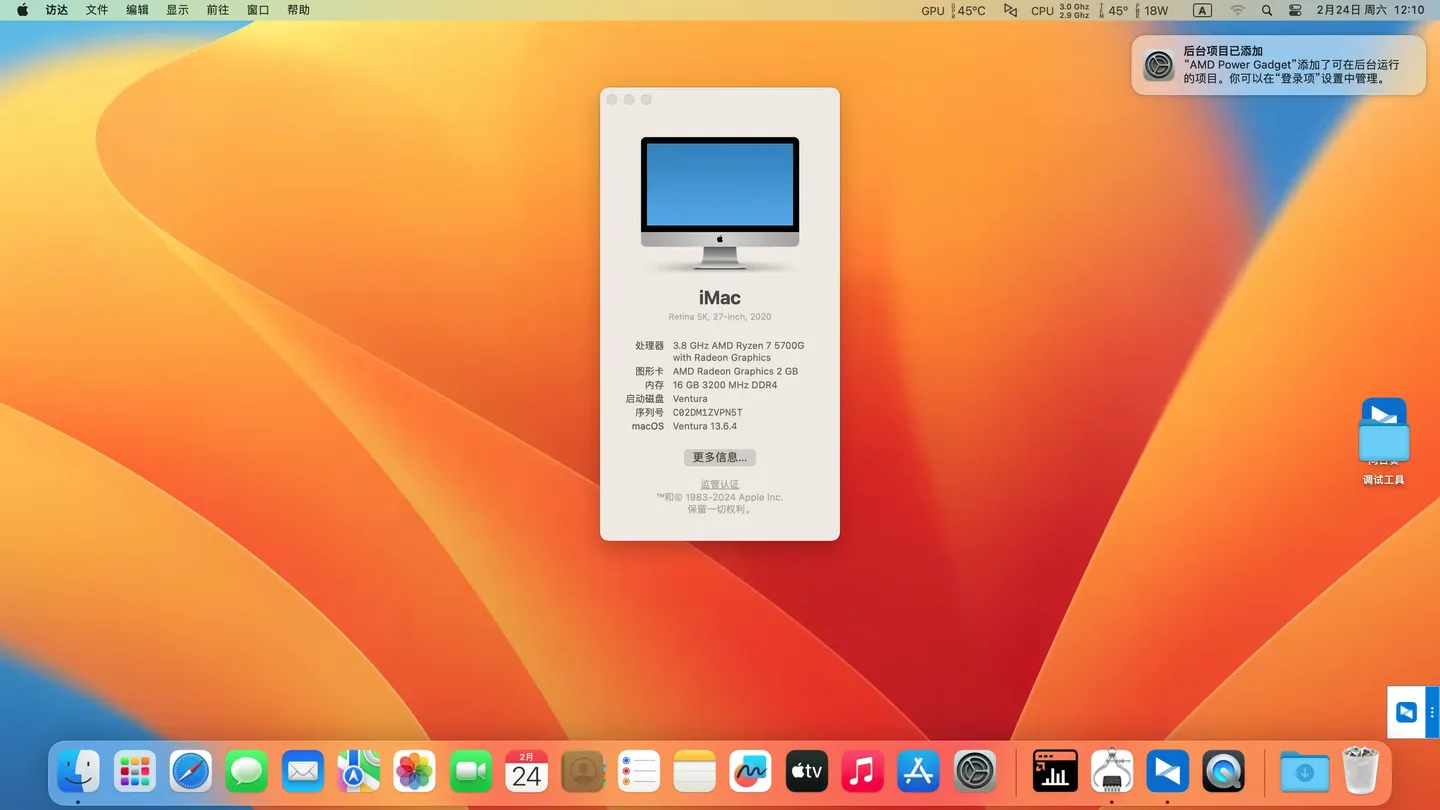 访达 文件 编辑 显示 前往 窗口 帮助
GPU 45°C CPU 3.0 Ghz 2.9 Ghz 45° 18W A 2月24日 周六 12:10
后台项目已添加
“AMD Power Gadget”添加了可在后台运行
的项目。你可以在“登录项”设置中管理。
iMac
Retina 5K, 27-inch, 2020
处理器 3.8 GHz AMD Ryzen 7 5700G
with Radeon Graphics
图形卡 AMD Radeon Graphics 2 GB
内存 16 GB 3200 MHz DDR4
启动磁盘 Ventura
序列号 C02DM1ZVPN5T
macOS Ventura 13.6.4
更多信息...
监管认证
™和© 1983-2024 Apple Inc.
保留一切权利。
调试工具
2月
24
tv